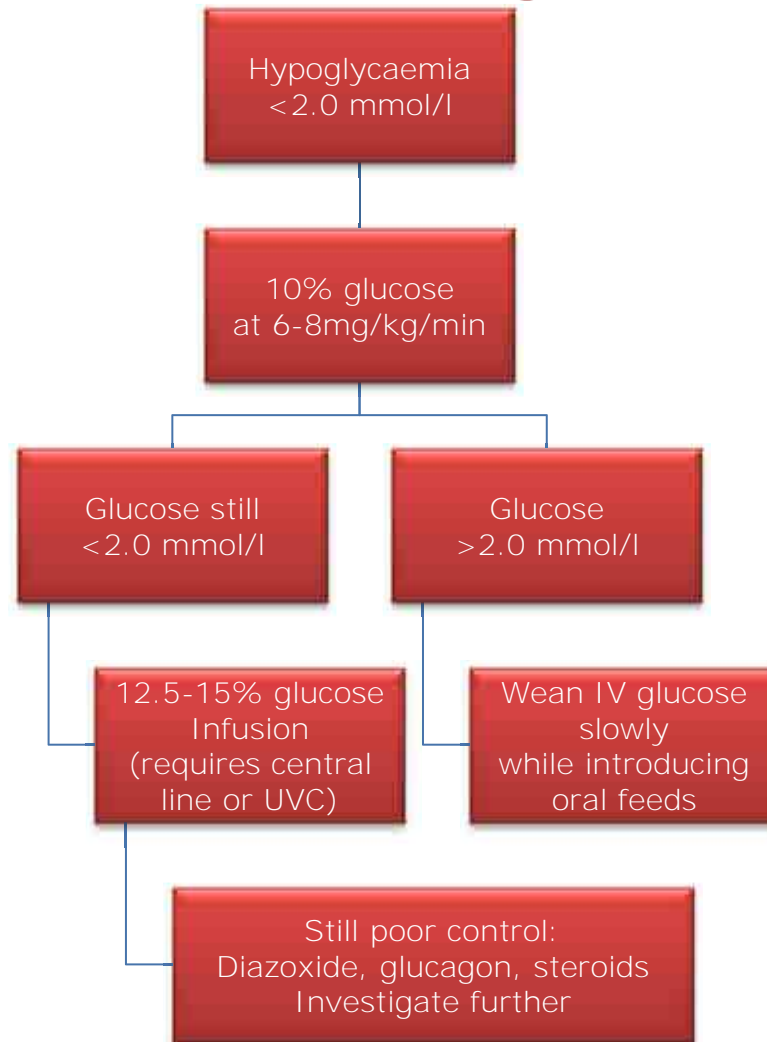 Hypoglycaemia
<2.0 mmol/l
10% glucose
at 6-8mg/kg/min
Glucose still
<2.0 mmol/l
Glucose
>2.0 mmol/l
12.5-15% glucose
Infusion
(requires central
line or UVC)
Wean IV glucose
slowly
while introducing
oral feeds
Still poor control:
Diazoxide, glucagon, steroids
Investigate further